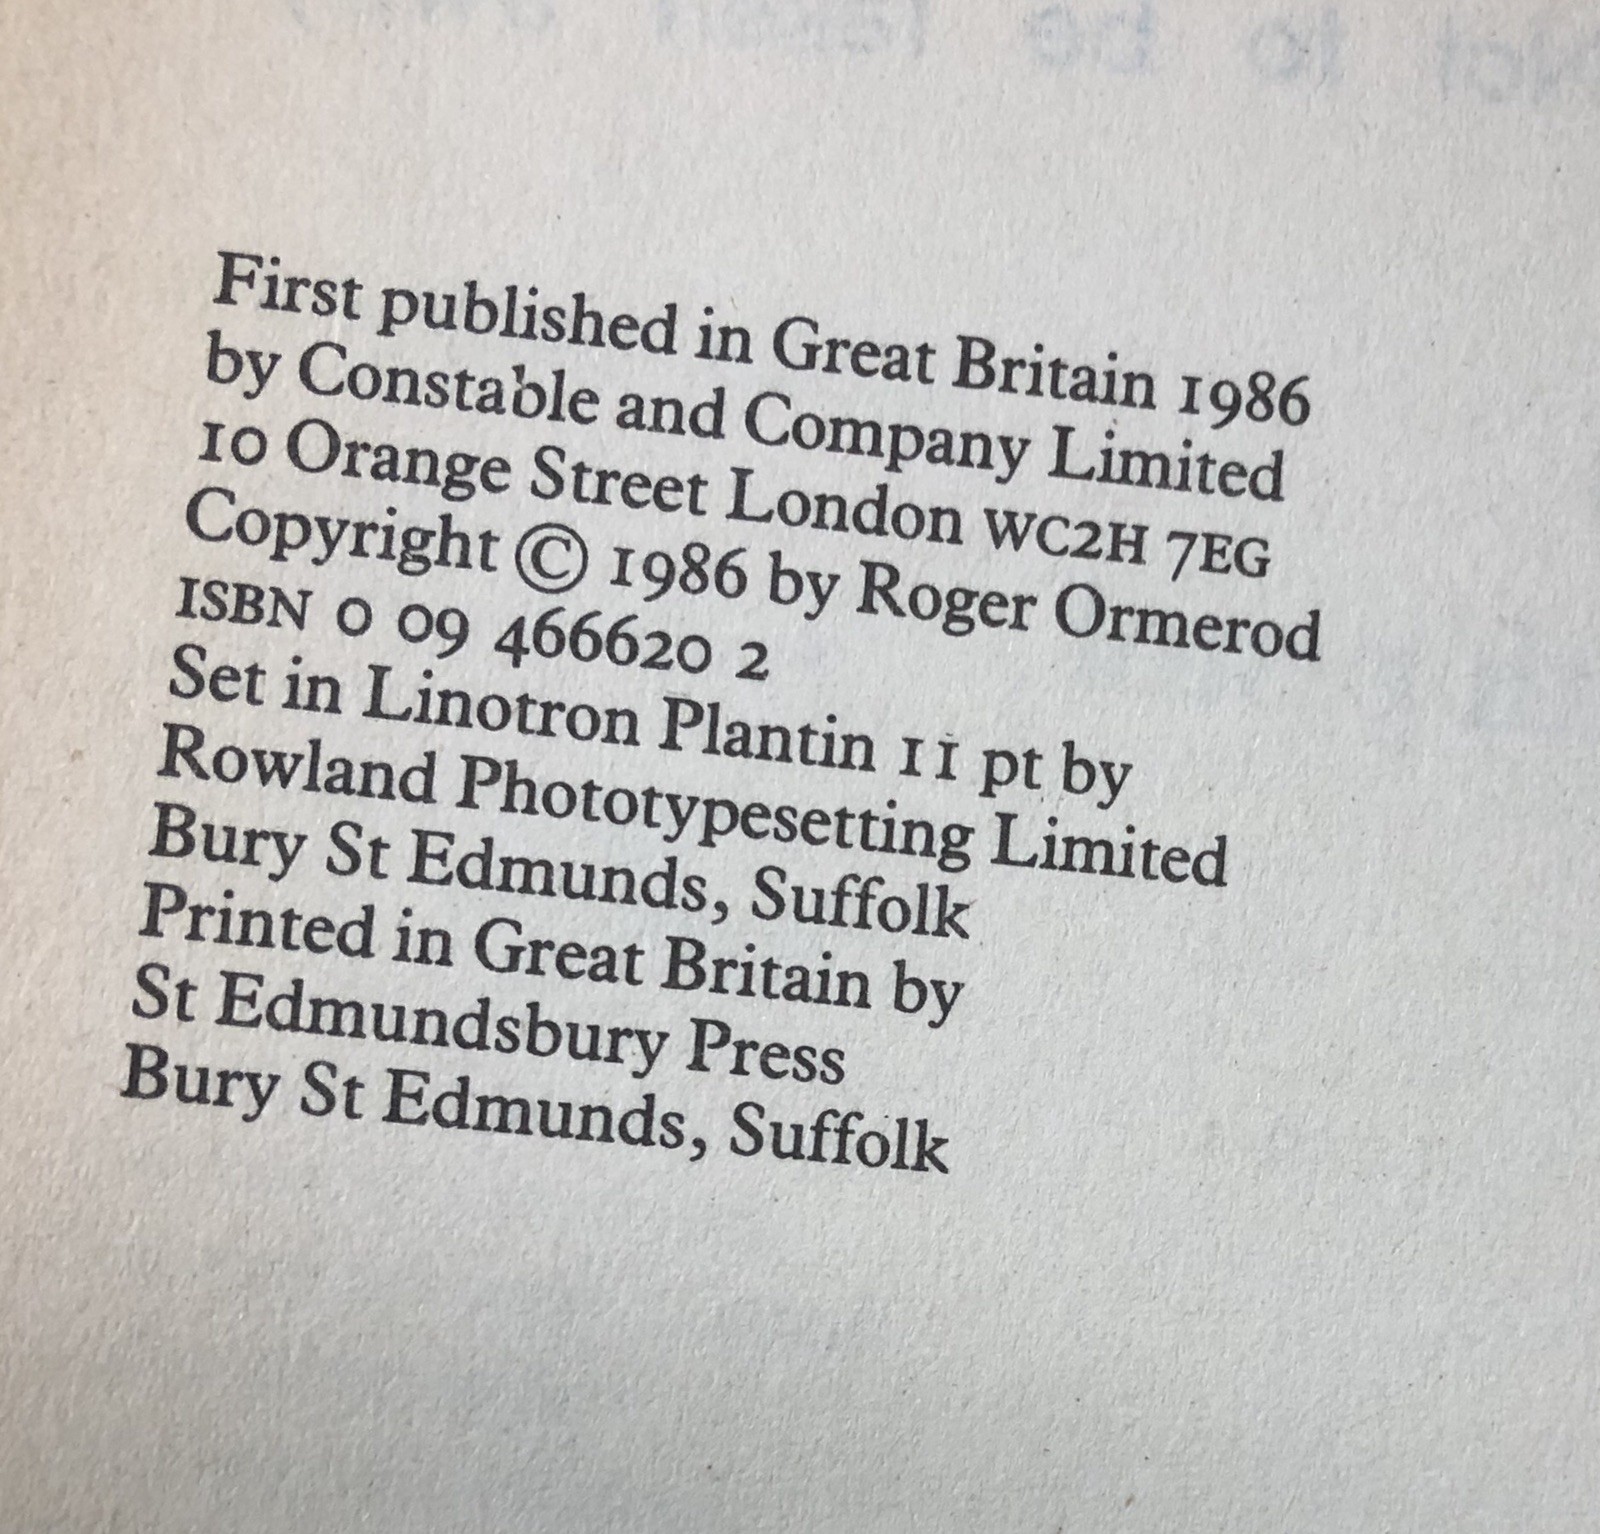 First published in Great Britain 1986
by Constable and Company Limited
10 Orange Street London WC2H 7EG
Copyright © 1986 by Roger Ormerod
ISBN 0 09 466620 2
Set in Linotron Plantin 11 pt by
Rowland Phototypesetting Limited
Bury St Edmunds, Suffolk
Printed in Great Britain by
St Edmundsbury Press
Bury St Edmunds, Suffolk